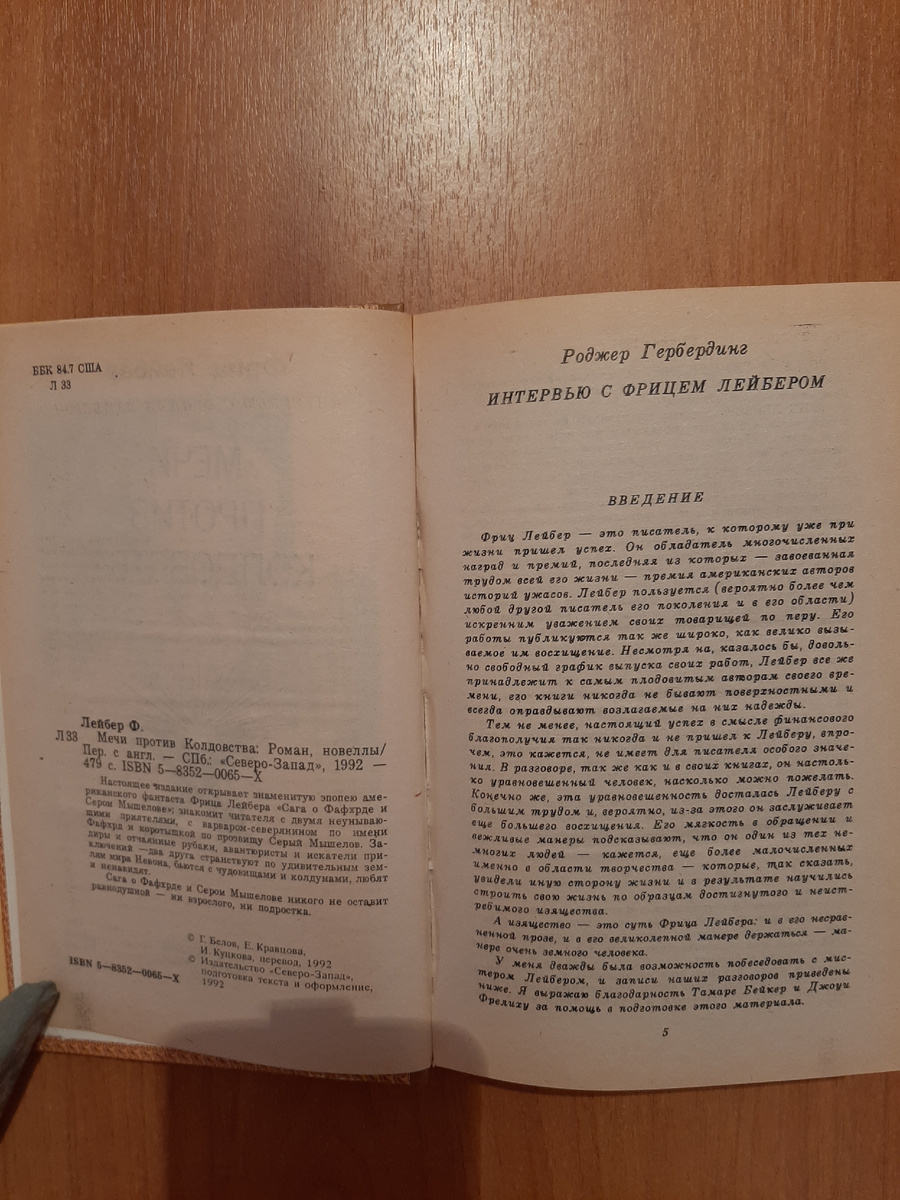 ББК 84.7 США
Л 33
Лейбер Ф.
Л33 Мечи против Колдовства: Роман, новеллы/
Пер. с англ. — СПб.: «Северо-Запад», 1992 —
479 с. ISBN 5—8352—0065—X
Настоящее издание открывает знаменитую эпопею аме-
риканского фантаста Фрица Лейбера «Сага о Фафхрде и
Сером Мышелове»; знакомит читателя с двумя неунываю-
щими приятелями, с варваром-северянином по имени
Фафхрд и коротышкой по прозвищу Серый Мышелов. За-
диры и отчаянные рубаки, авантюристы и искатели при-
ключений —два друга странствуют по удивительным зем-
лям мира Невона, бьются с чудовищами и колдунами, любят
и ненавидят.
Сага о Фафхрде и Сером Мышелове никого не оставит
равнодушной — ни взрослого, ни подростка.
© Г. Белов, Е. Кравцова,
И. Куцкова, перевод, 1992
© Издательство «Северо-Запад»,
подготовка текста и оформление,
1992
ISBN 5—8352—0065—X
Роджер Гербердинг
ИНТЕРВЬЮ С ФРИЦЕМ ЛЕЙБЕРОМ
ВВЕДЕНИЕ
Фриц Лейбер — это писатель, к которому уже при
жизни пришел успех. Он обладатель многочисленных
наград и премий, последняя из которых — завоеванная
трудом всей его жизни — премия американских авторов
историй ужасов. Лейбер пользуется (вероятно более чем
любой другой писатель его поколения и в его области)
искренним уважением своих товарищей по перу. Его
работы публикуются так же широко, как велико вызы-
ваемое им восхищение. Несмотря на, казалось бы, доволь-
но свободный график выпуска своих работ, Лейбер все же
принадлежит к самым плодовитым авторам своего вре-
мени, его книги никогда не бывают поверхностными и
всегда оправдывают возлагаемые на них надежды.
Тем не менее, настоящий успех в смысле финансового
благополучия так никогда и не пришел к Лейберу, впро-
чем, это кажется, не имеет для писателя особого значе-
ния. В разговоре, так же как и в своих книгах, он настоль-
ко уравновешенный человек, насколько можно пожелать.
Конечно же, эта уравновешенность досталась Лейберу с
большим трудом и, вероятно, из-за этого он заслуживает
еще большего восхищения. Его мягкость в обращении и
вежливые манеры подсказывают, что он один из тех не-
многих людей — кажется, еще более малочисленных
именно в области творчества — которые, так сказать,
увидели иную сторону жизни и в результате научились
строить свою жизнь по образцам достигнутого и неист-
ребимого изящества.
А изящество — это суть Фрица Лейбера: и в его несрав-
ненной прозе, и в его великолепной манере держаться — ма-
нере очень земного человека.
У меня дважды была возможность побеседовать с мис-
тером Лейбером, и записи наших разговоров приведены
ниже. Я выражаю благодарность Тамаре Бейкер и Джоуи
Фрелиху за помощь в подготовке этого материала.
5